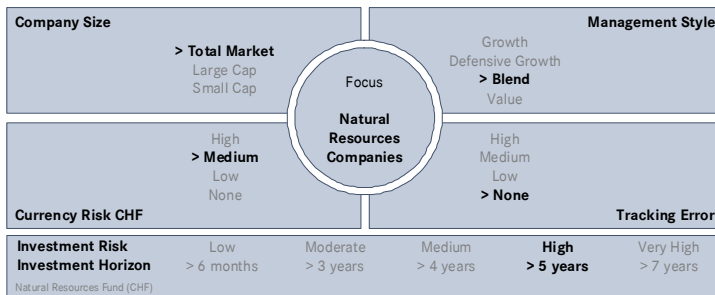 Company Size
> Total Market
Large Cap
Small Cap
Management Style
Growth
Defensive Growth
> Blend
Value
Focus
Natural
Resources
Companies
High
> Medium
Low
None
Currency Risk CHF
High
Medium
Low
> None
Tracking Error
Investment Risk Low Moderate Medium High Very High
Investment Horizon > 6 months > 3 years > 4 years > 5 years > 7 years
Natural Resources Fund (CHF)